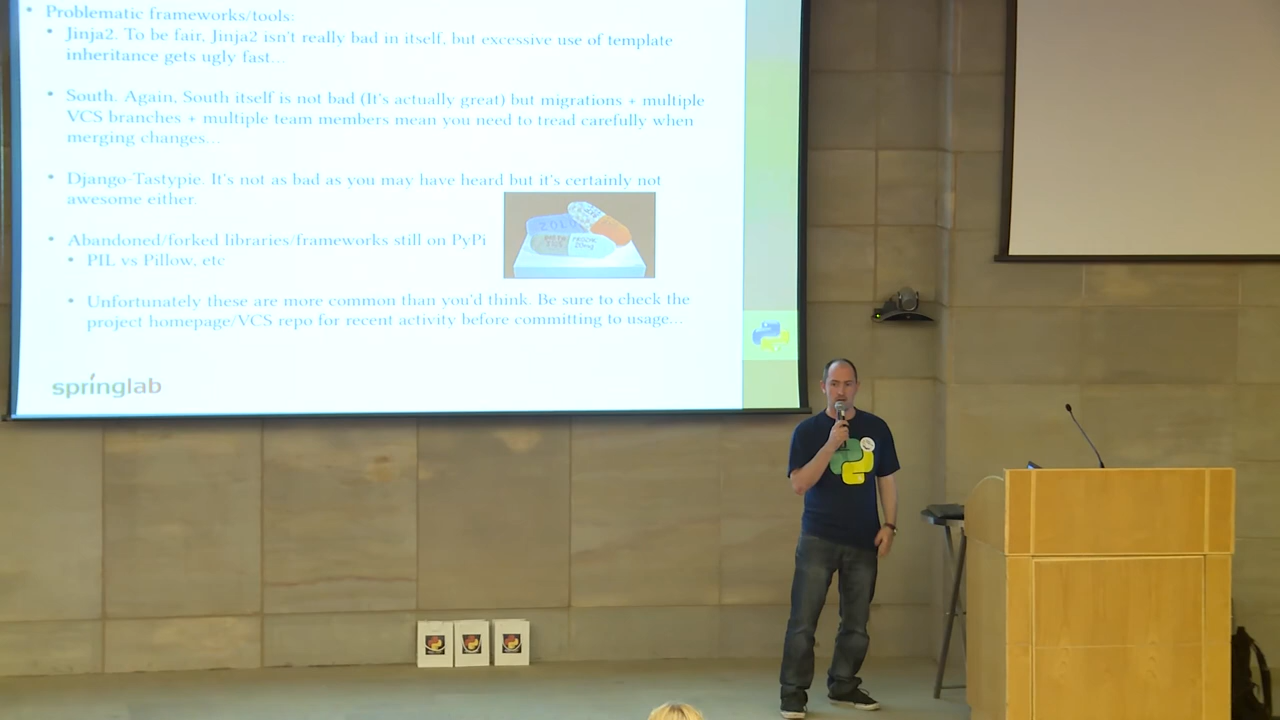 • Problematic frameworks/tools:
• Jinja2. To be fair, Jinja2 isn't really bad in itself, but excessive use of template
inheritance gets ugly fast...
• South. Again, South itself is not bad (It's actually great) but migrations + multiple
VCS branches + multiple team members mean you need to tread carefully when
merging changes...
• Django-Tastypie. It's not as bad as you may have heard but it's certainly not
awesome either.
• Abandoned/forked libraries/frameworks still on PyPi
• PIL vs Pillow, etc
• Unfortunately these are more common than you'd think. Be sure to check the
project homepage/VCS repo for recent activity before committing to usage...
springlab